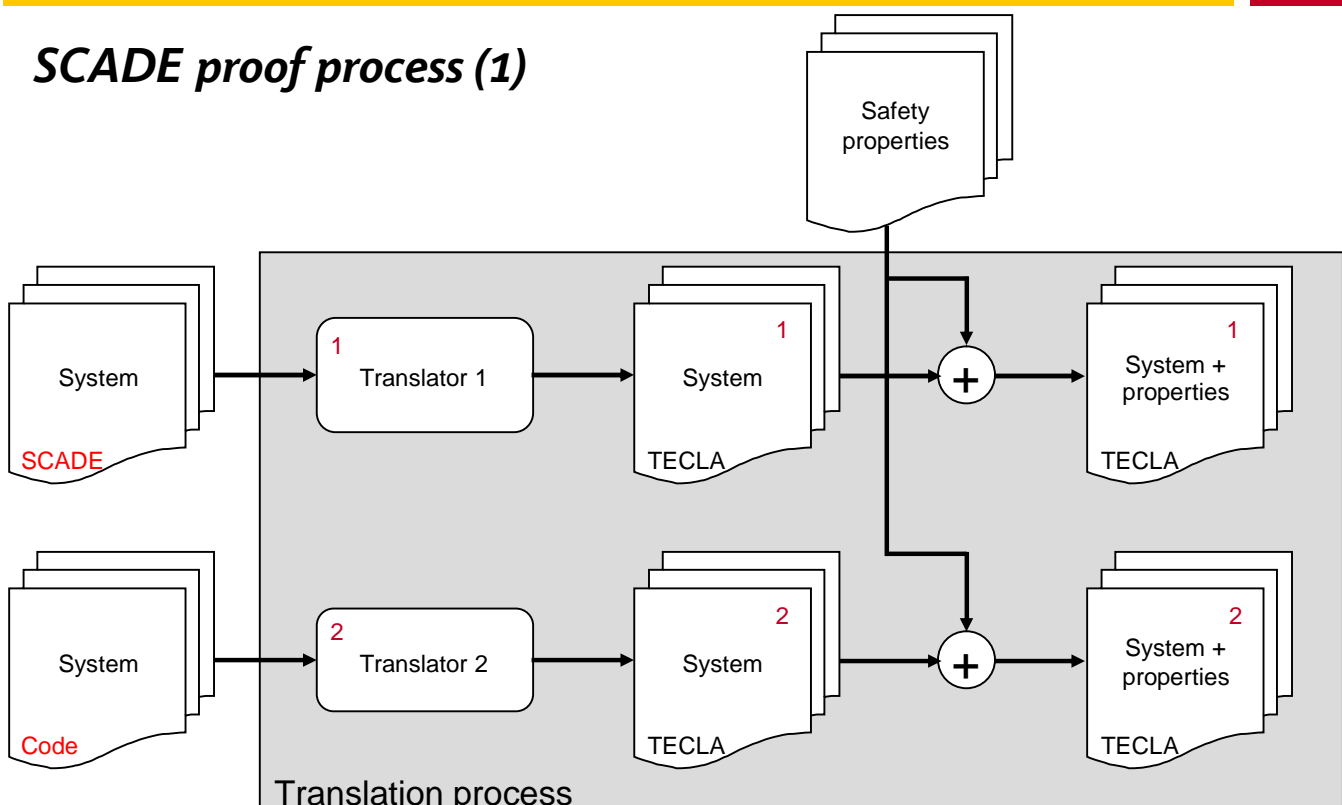 SCADE proof process (1)
Safety
properties
System
SCADE
1
Translator 1
1
System
TECLA
+
1
System +
properties
TECLA
System
Code
2
Translator 2
2
System
TECLA
+
2
System +
properties
TECLA
Translation process